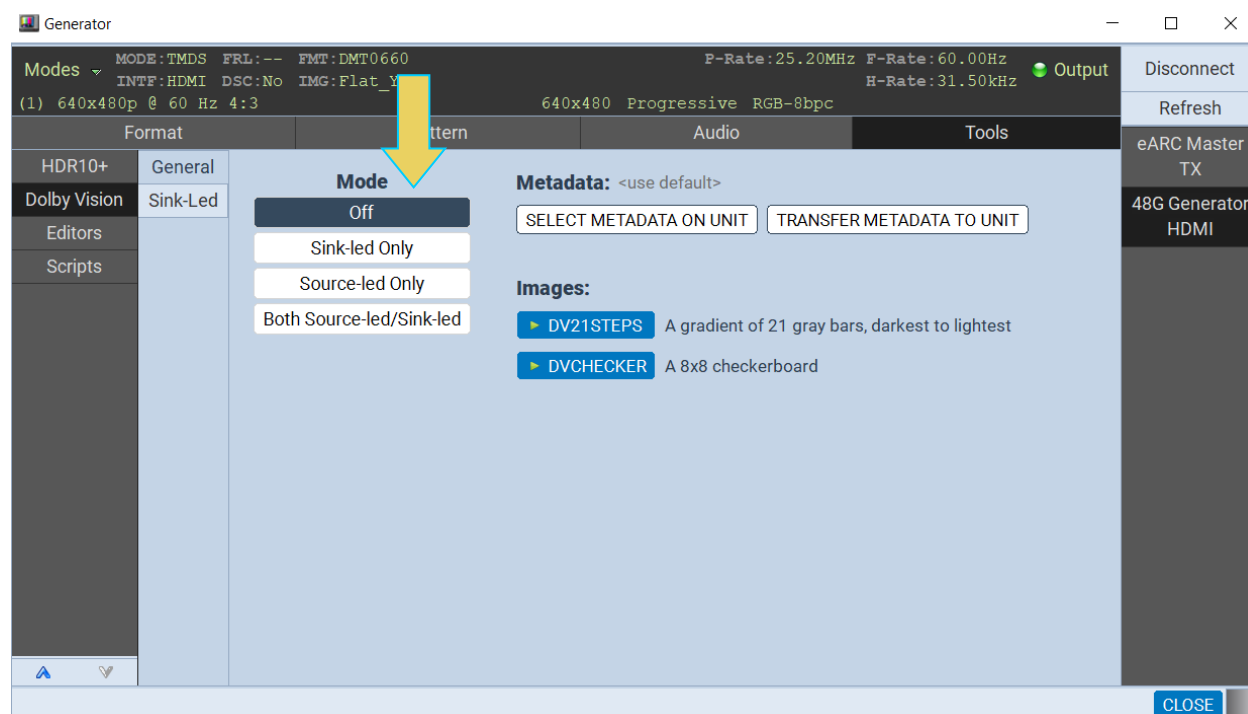 Generator
Modes
MODE:TMDS FRL:-- FMT:DMT0660
INTF:HDMI DSC:No IMG:Flat_Y
P-Rate:25.20MHz F-Rate:60.00Hz
H-Rate:31.50kHz
Output
(1) 640x480p @ 60 Hz 4:3
640x480 Progressive RGB-8bpc
Disconnect
Refresh
Format
ttern
Audio
Tools
eARC Master
TX
48G Generator
HDMI
HDR10+
Dolby Vision
Editors
Scripts
General
Sink-Led
Mode
Off
Sink-led Only
Source-led Only
Both Source-led/Sink-led
Metadata: <use default>
SELECT METADATA ON UNIT
TRANSFER METADATA TO UNIT
Images:
DV21STEPS A gradient of 21 gray bars, darkest to lightest
DVCHECKER A 8x8 checkerboard
CLOSE